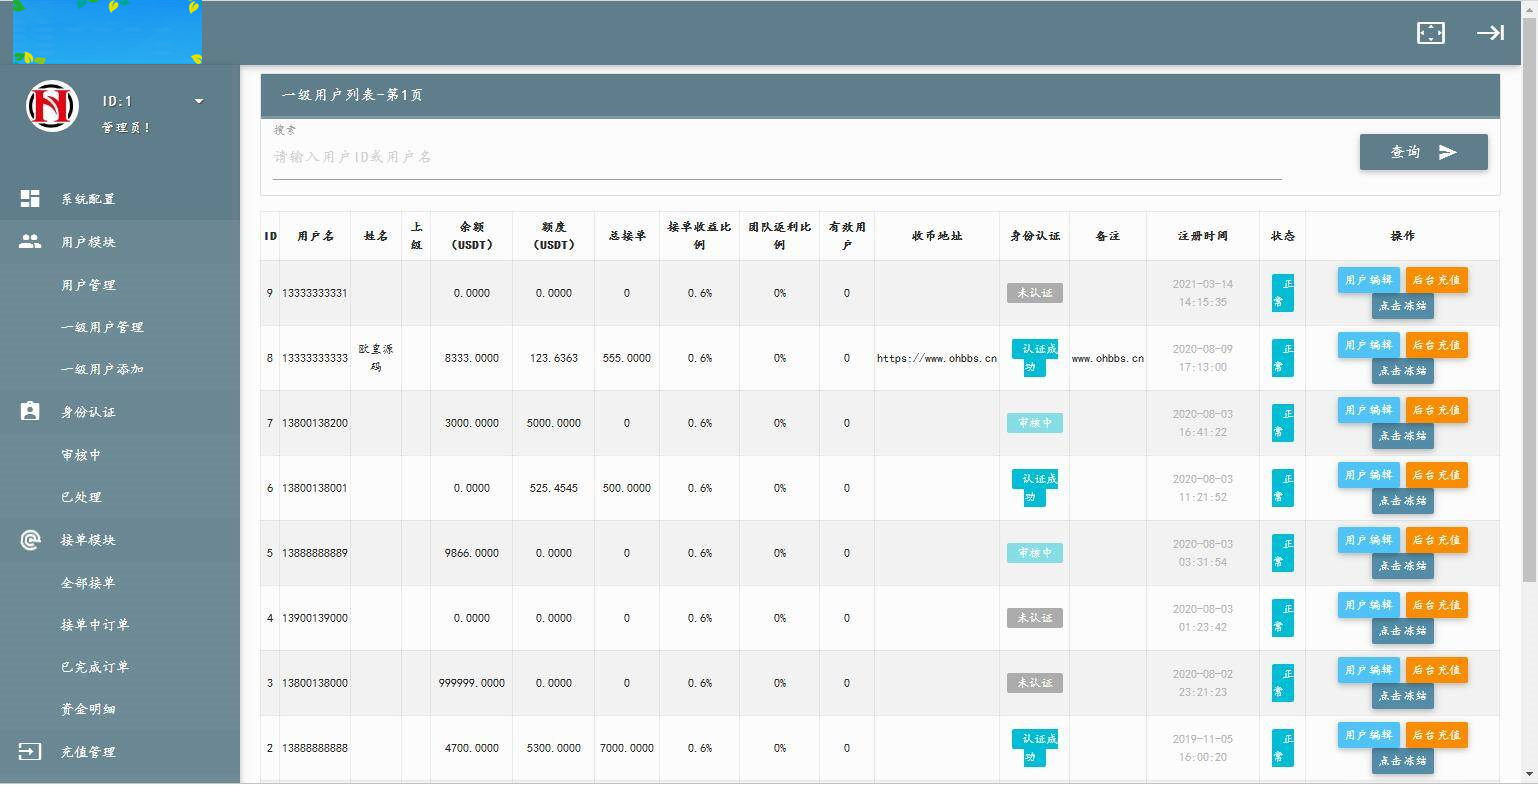 ID:1
管理员!
系统配置
用户模块
用户管理
一级用户管理
一级用户添加
身份认证
审核中
已处理
接单模块
全部接单
接单中订单
已完成订单
资金明细
充值管理
一级用户列表-第1页
搜索
请输入用户ID或用户名
查询
ID 用户名 姓名 上级 余额(USDT) 额度(USDT) 总接单 接单收益比例 团队返利比例 有效用户 收币地址 身份认证 备注 注册时间 状态 操作
9 13333333331 0.0000 0.0000 0 0.6% 0% 0 未认证 2021-03-14 14:15:35 正常 用户编辑 后台充值 点击冻结
8 13333333333 欧皇源码 8333.0000 123.6363 555.0000 0.6% 0% 0 https://www.ohbbs.cn 认证成功 www.ohbbs.cn 2020-08-09 17:13:00 正常 用户编辑 后台充值 点击冻结
7 13800138200 3000.0000 5000.0000 0 0.6% 0% 0 审核中 2020-08-03 16:41:22 正常 用户编辑 后台充值 点击冻结
6 13800138001 0.0000 525.4545 500.0000 0.6% 0% 0 认证成功 2020-08-03 11:21:52 正常 用户编辑 后台充值 点击冻结
5 13888888889 9866.0000 0.0000 0 0.6% 0% 0 审核中 2020-08-03 03:31:54 正常 用户编辑 后台充值 点击冻结
4 13900139000 0.0000 0.0000 0 0.6% 0% 0 未认证 2020-08-03 01:23:42 正常 用户编辑 后台充值 点击冻结
3 13800138000 999999.0000 0.0000 0 0.6% 0% 0 未认证 2020-08-02 23:21:23 正常 用户编辑 后台充值 点击冻结
2 13888888888 4700.0000 5300.0000 7000.0000 0.6% 0% 0 认证成功 2019-11-05 16:00:20 正常 用户编辑 后台充值 点击冻结